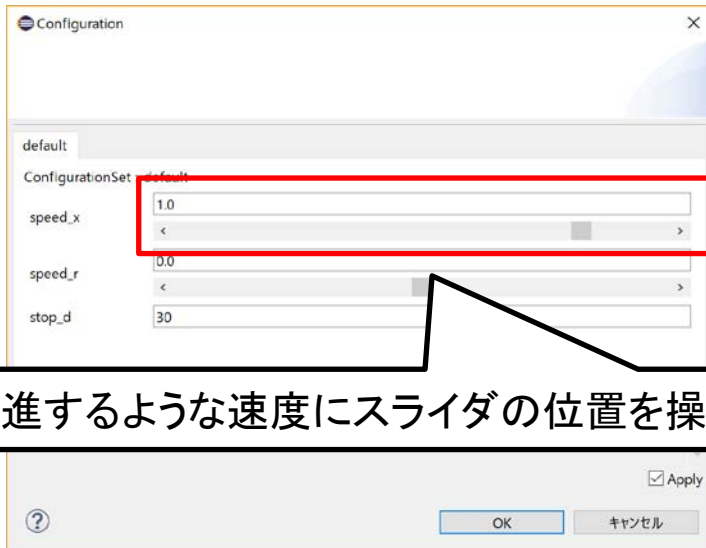 Configuration
default
ConfigurationSet : default
speed_x
1.0
speed_r
0.0
stop_d
30
進するような速度にスライダの位置を操
Apply
OK
キャンセル